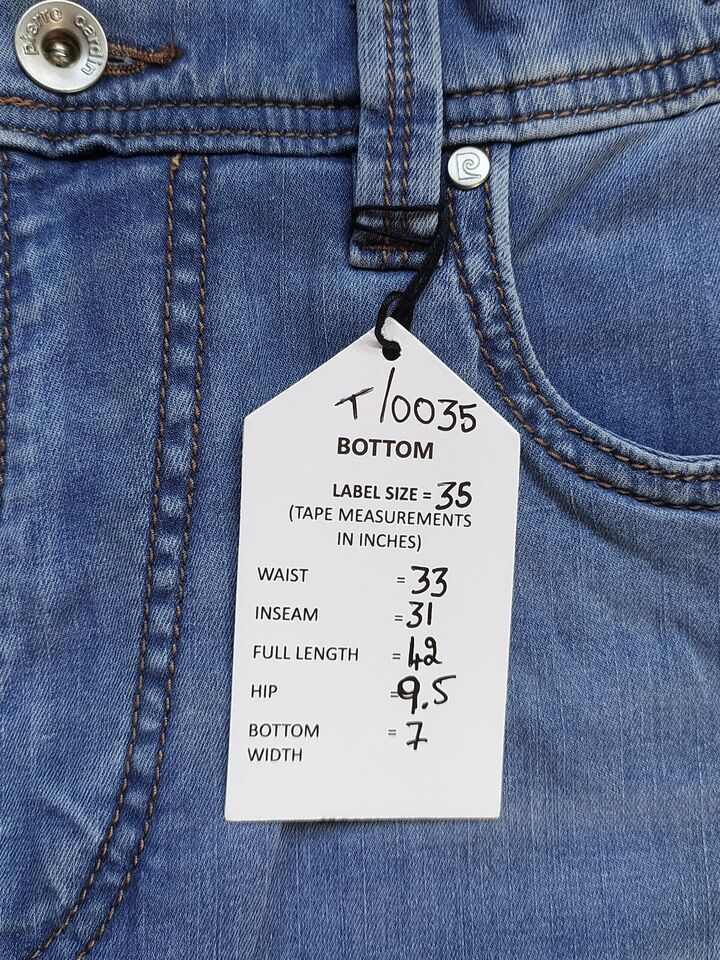 pierre cardin
T/0035
BOTTOM
LABEL SIZE = 35
(TAPE MEASUREMENTS
IN INCHES)
WAIST = 33
INSEAM = 31
FULL LENGTH = 42
HIP = 9.5
BOTTOM = 7
WIDTH